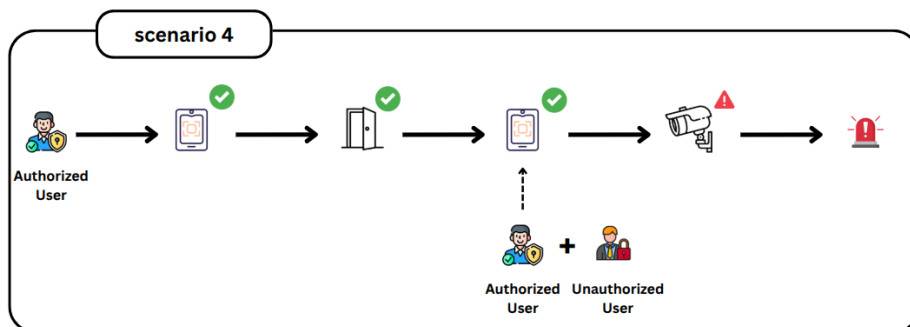 scenario 4
Authorized
User
Authorized
User
Unauthorized
User